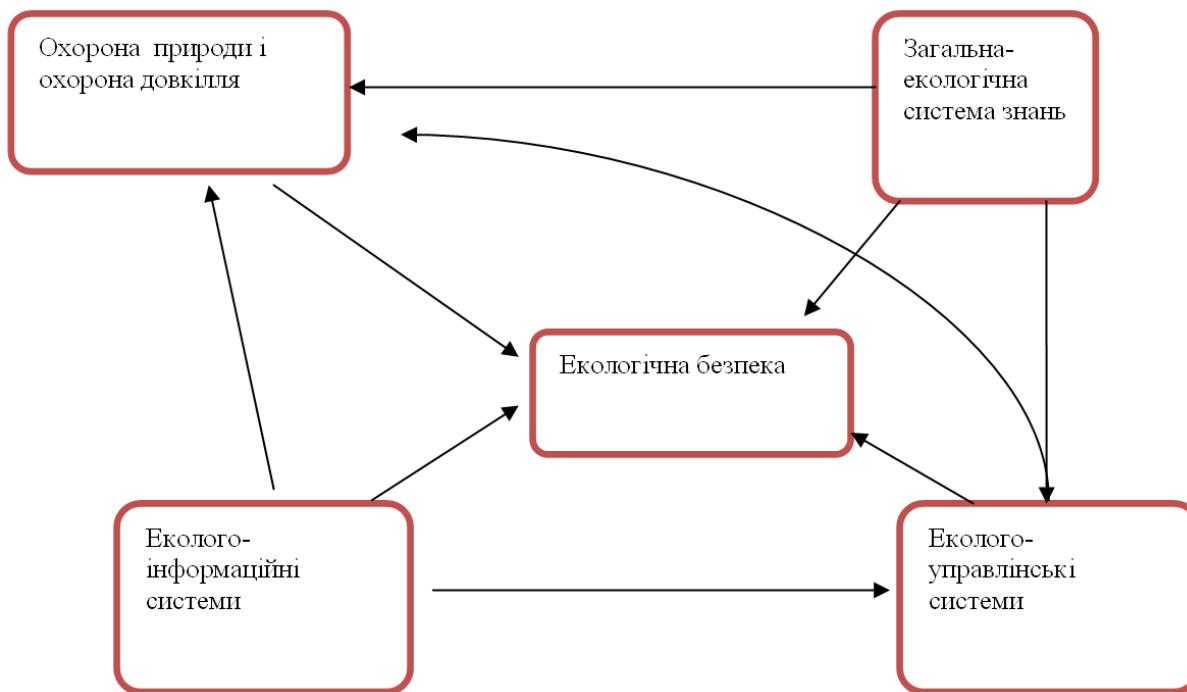 Охорона природи і
охорона довкілля
Загальна-
екологічна
система знань
Екологічна безпека
Еколого-
інформаційні
системи
Еколого-
управлінські
системи